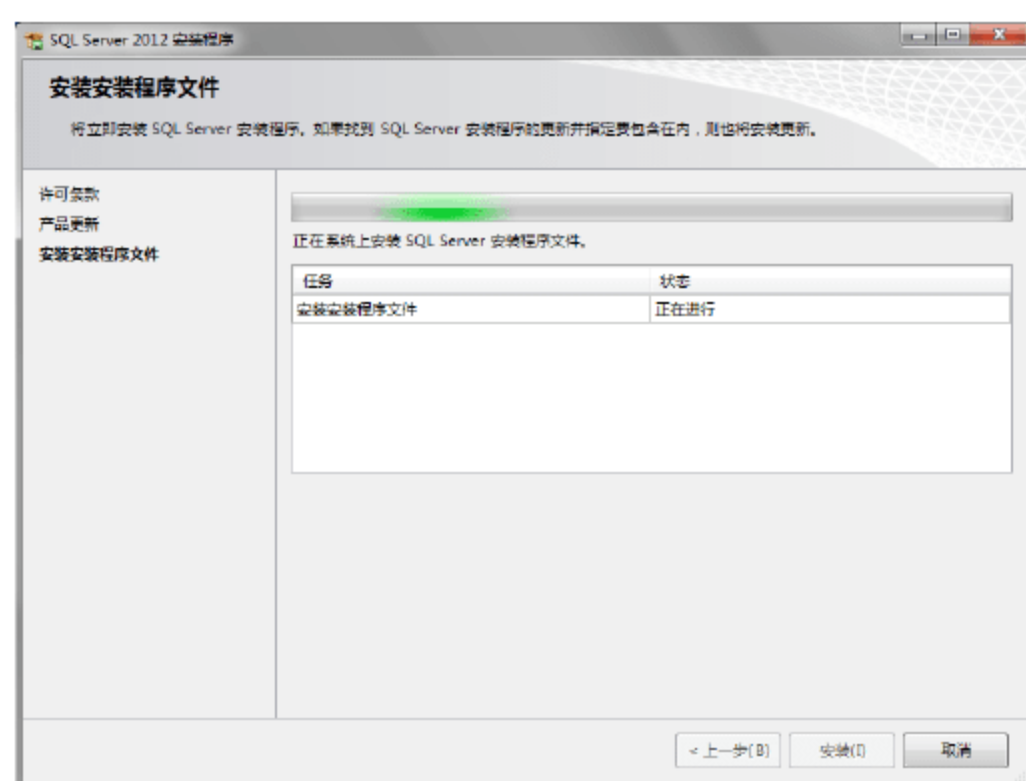 SQL Server 2012 安装程序
安装安装程序文件
将立即安装 SQL Server 安装程序。如果找到 SQL Server 安装程序的更新并指定要包含在内，则也将安装更新。
许可条款
产品更新
安装安装程序文件
正在系统上安装 SQL Server 安装程序文件。
任务 状态
安装安装程序文件 正在进行
< 上一步(B) 安装(I) 取消